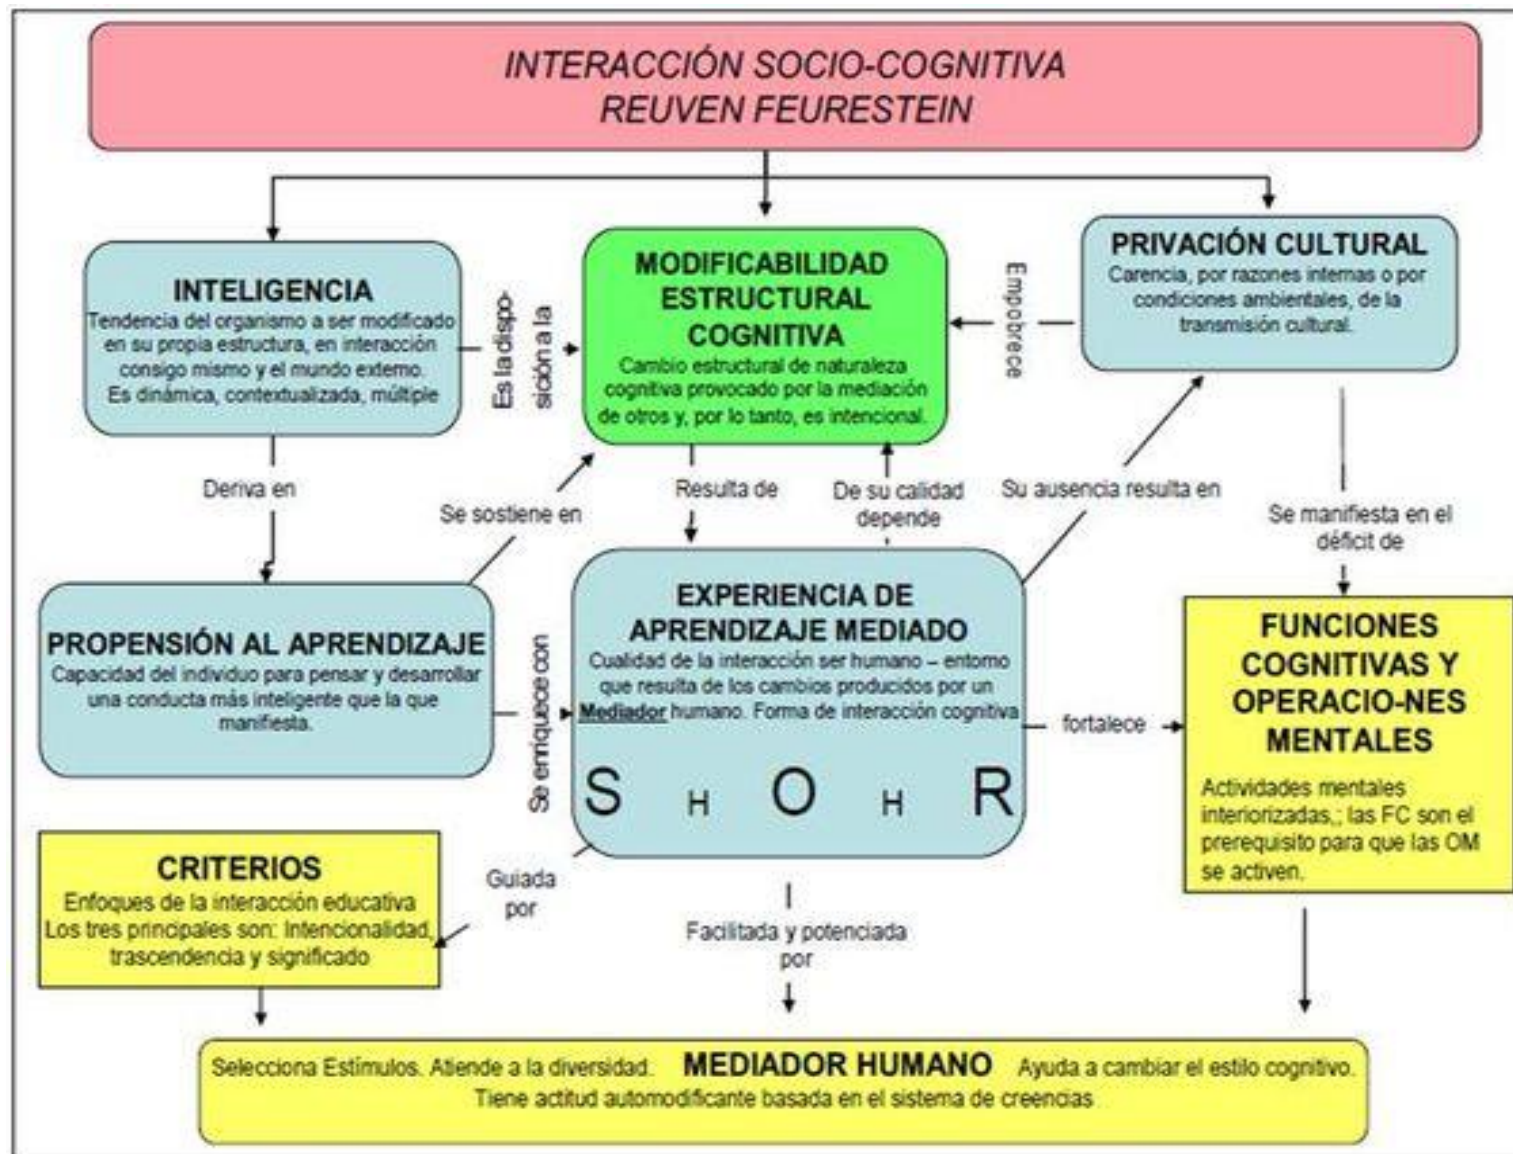 INTERACCIÓN SOCIO-COGNITIVA
REUVEN FEURESTEIN
INTELIGENCIA
Tendencia del organismo a ser modificado
en su propia estructura, en interacción
consigo mismo y el mundo externo.
Es dinámica, contextualizada, múltiple
Es la dispo-
sición a la
MODIFICABILIDAD
ESTRUCTURAL
COGNITIVA
Cambio estructural de naturaleza
cognitiva provocado por la mediación
de otros y, por lo tanto, es intencional.
Empobrece
PRIVACIÓN CULTURAL
Carencia, por razones internas o por
condiciones ambientales, de la
transmisión cultural.
Deriva en
Se sostiene en
Resulta de
De su calidad
depende
Su ausencia resulta en
Se manifiesta en el
déficit de
PROPENSIÓN AL APRENDIZAJE
Capacidad del individuo para pensar y desarrollar
una conducta más inteligente que la que
manifiesta.
Se enriquece con
EXPERIENCIA DE
APRENDIZAJE MEDIADO
Cualidad de la interacción ser humano – entorno
que resulta de los cambios producidos por un
Mediador humano. Forma de interacción cognitiva
S H O H R
fortalece
FUNCIONES
COGNITIVAS Y
OPERACIO-NES
MENTALES
Actividades mentales
interiorizadas,; las FC son el
prerequisito para que las OM
se activen.
CRITERIOS
Enfoques de la interacción educativa
Los tres principales son: Intencionalidad,
trascendencia y significado
Guiada
por
Facilitada y potenciada
por
Selecciona Estímulos. Atiende a la diversidad. MEDIADOR HUMANO Ayuda a cambiar el estilo cognitivo.
Tiene actitud automodificante basada en el sistema de creencias